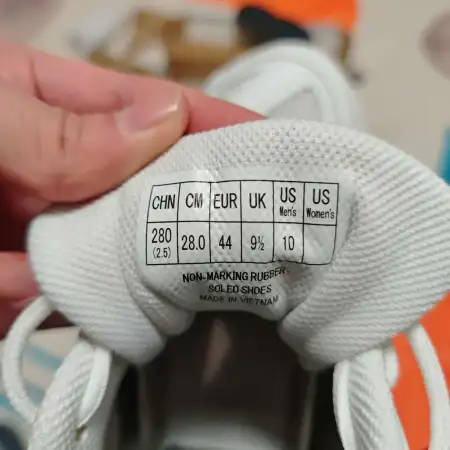 CHN CM EUR UK US Men's US Women's
280 (2.5) 28.0 44 9½ 10
NON-MARKING RUBBER
SOLED SHOES
MADE IN VIETNAM